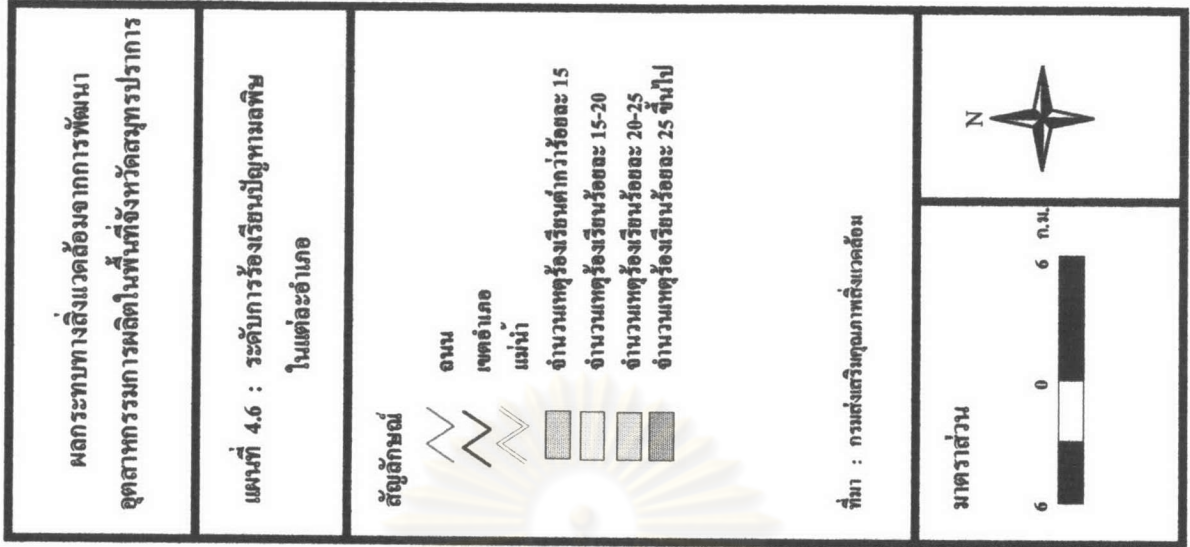 ผลกระทบทางสิ่งแวดล้อมจากการพัฒนา
อุตสาหกรรมการผลิตในพื้นที่จังหวัดสมุทรปราการ
แผนที่ 4.6 : ระดับการร้องเรียนปัญหามลพิษ
ในแต่ละอำเภอ
สัญลักษณ์
ถนน
เขตอำเภอ
แม่น้ำ
จำนวนเหตุร้องเรียนต่ำกว่าร้อยละ 15
จำนวนเหตุร้องเรียนร้อยละ 15-20
จำนวนเหตุร้องเรียนร้อยละ 20-25
จำนวนเหตุร้องเรียนร้อยละ 25 ขึ้นไป
ที่มา : กรมส่งเสริมคุณภาพสิ่งแวดล้อม
มาตราส่วน
6 0 6 ก.ม.
N